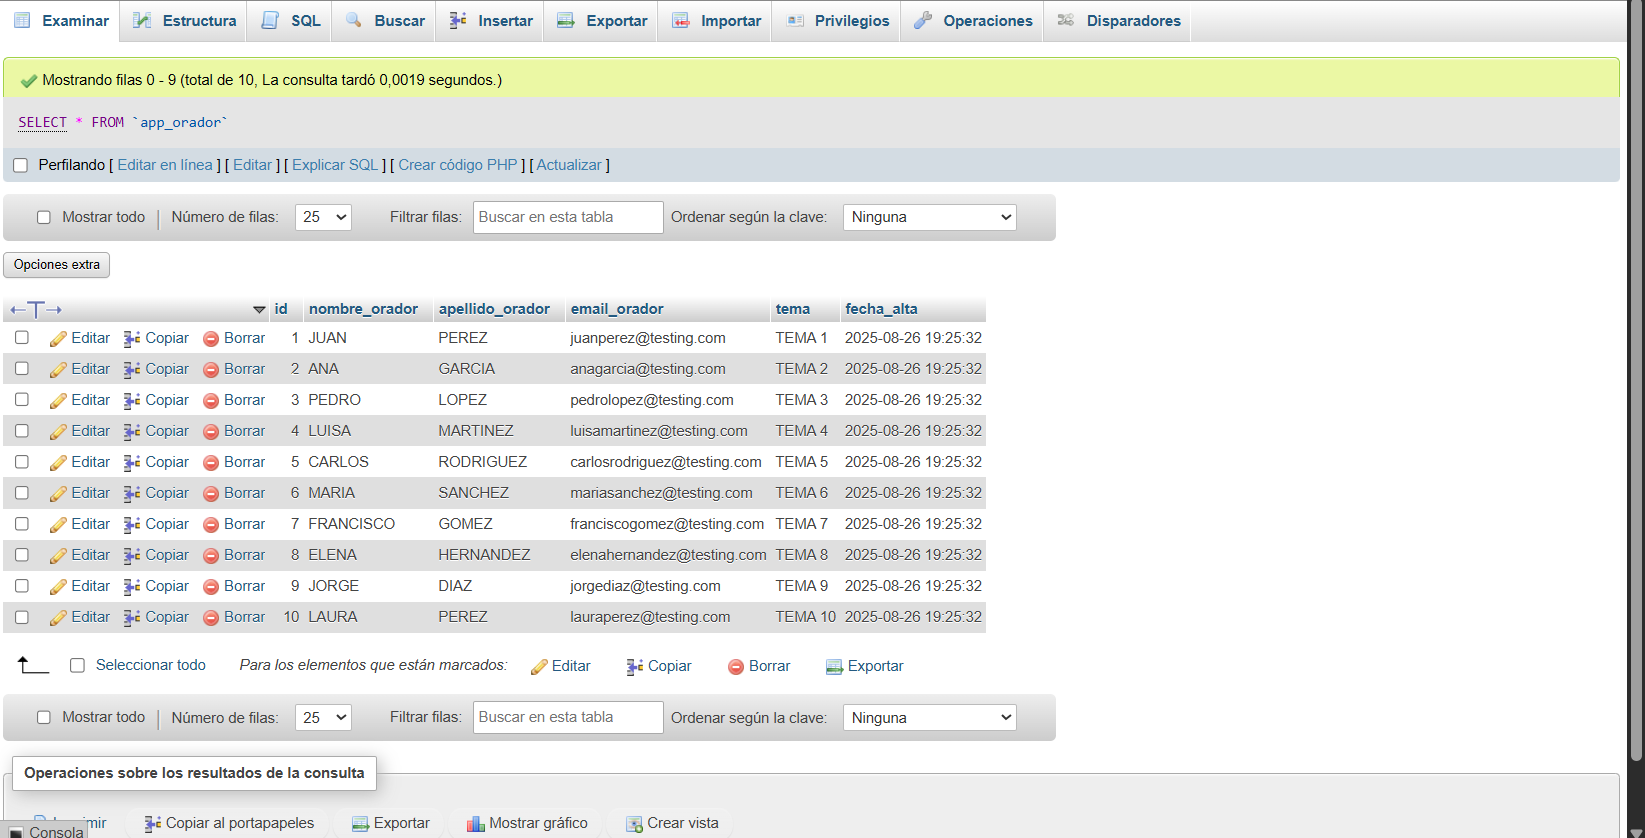 Examinar Estructura SQL Buscar Insertar Exportar Importar Privilegios Operaciones Disparadores
Mostrando filas 0 - 9 (total de 10, La consulta tardó 0,0019 segundos.)
SELECT * FROM `app_orador`
Perfilando [ Editar en línea ] [ Editar ] [ Explicar SQL ] [ Crear código PHP ] [ Actualizar ]
Mostrar todo | Número de filas: 25 Filtrar filas: Buscar en esta tabla Ordenar según la clave: Ninguna
Opciones extra
id nombre_orador apellido_orador email_orador tema fecha_alta
Editar Copiar Borrar 1 JUAN PEREZ juanperez@testing.com TEMA 1 2025-08-26 19:25:32
Editar Copiar Borrar 2 ANA GARCIA anagarcia@testing.com TEMA 2 2025-08-26 19:25:32
Editar Copiar Borrar 3 PEDRO LOPEZ pedrolopez@testing.com TEMA 3 2025-08-26 19:25:32
Editar Copiar Borrar 4 LUISA MARTINEZ luisamartinez@testing.com TEMA 4 2025-08-26 19:25:32
Editar Copiar Borrar 5 CARLOS RODRIGUEZ carlosrodriguez@testing.com TEMA 5 2025-08-26 19:25:32
Editar Copiar Borrar 6 MARIA SANCHEZ mariasanchez@testing.com TEMA 6 2025-08-26 19:25:32
Editar Copiar Borrar 7 FRANCISCO GOMEZ franciscogomez@testing.com TEMA 7 2025-08-26 19:25:32
Editar Copiar Borrar 8 ELENA HERNANDEZ elenahernandez@testing.com TEMA 8 2025-08-26 19:25:32
Editar Copiar Borrar 9 JORGE DIAZ jorgediaz@testing.com TEMA 9 2025-08-26 19:25:32
Editar Copiar Borrar 10 LAURA PEREZ lauraperez@testing.com TEMA 10 2025-08-26 19:25:32
Seleccionar todo Para los elementos que están marcados: Editar Copiar Borrar Exportar
Mostrar todo | Número de filas: 25 Filtrar filas: Buscar en esta tabla Ordenar según la clave: Ninguna
Operaciones sobre los resultados de la consulta
Copiar al portapapeles Exportar Mostrar gráfico Crear vista
Consola